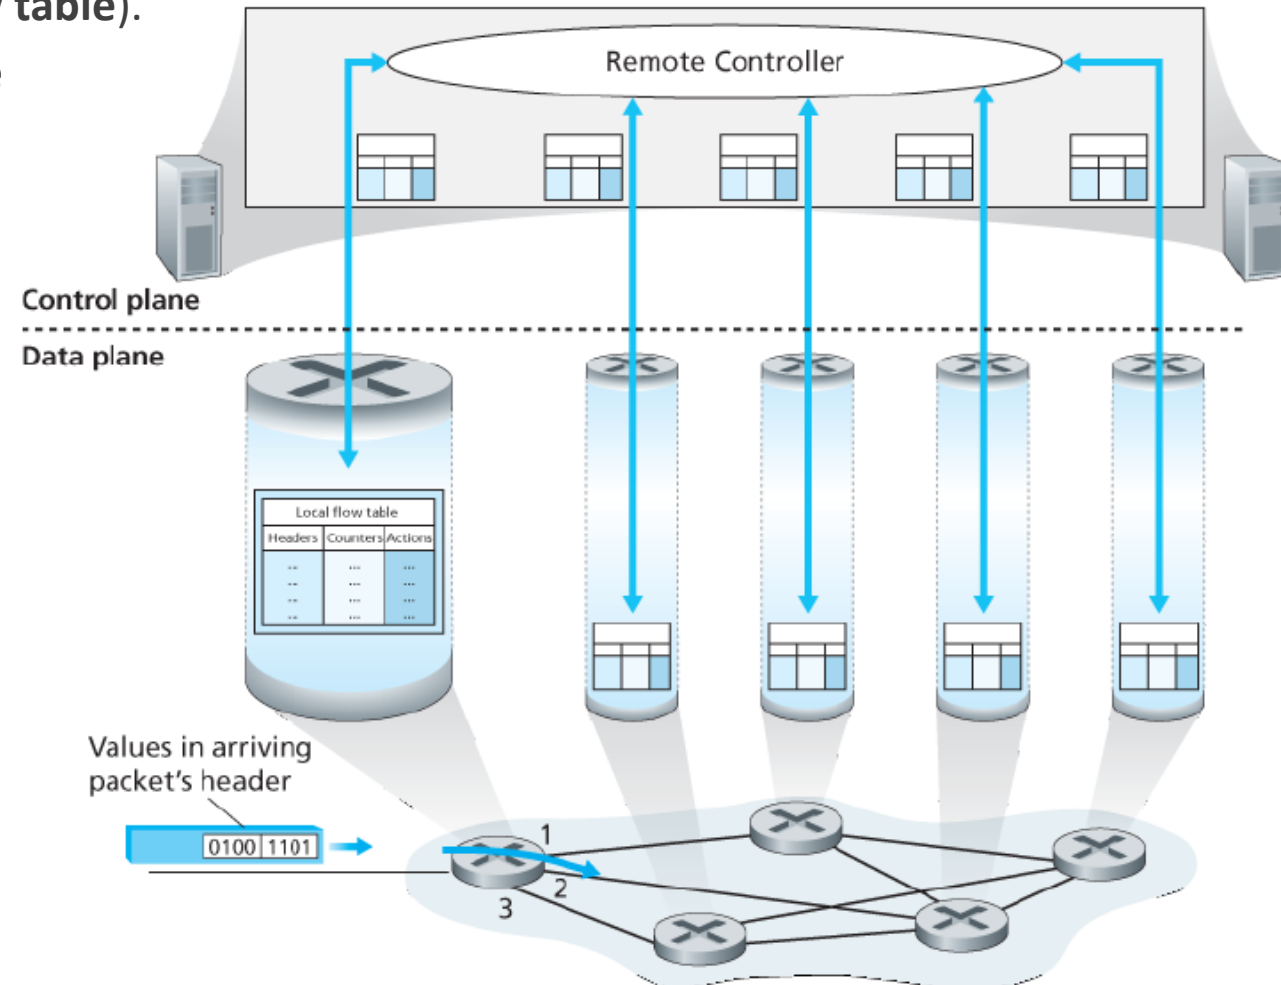 table).
e
Remote Controller
Control plane
Data plane
Local flow table
Headers Counters Actions
... ... ...
... ... ...
... ... ...
... ... ...
Values in arriving
packet's header
0100 1101
1
2
3